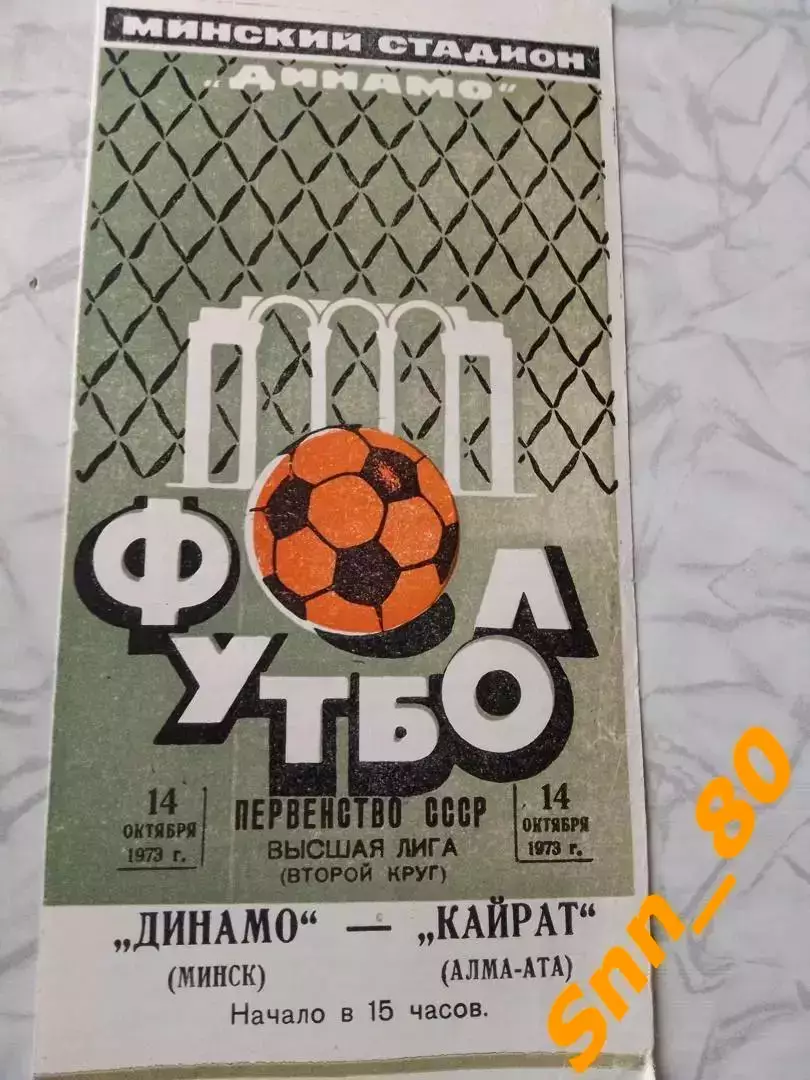 МИНСКИЙ СТАДИОН
„ДИНАМО“
ФУТБОЛ
14
ОКТЯБРЯ
1973 г.
ПЕРВЕНСТВО СССР
ВЫСШАЯ ЛИГА
(ВТОРОЙ КРУГ)
14
ОКТЯБРЯ
1973 г.
„ДИНАМО“ — „КАЙРАТ“
(МИНСК) (АЛМА-АТА)
Начало в 15 часов.
Snn_80